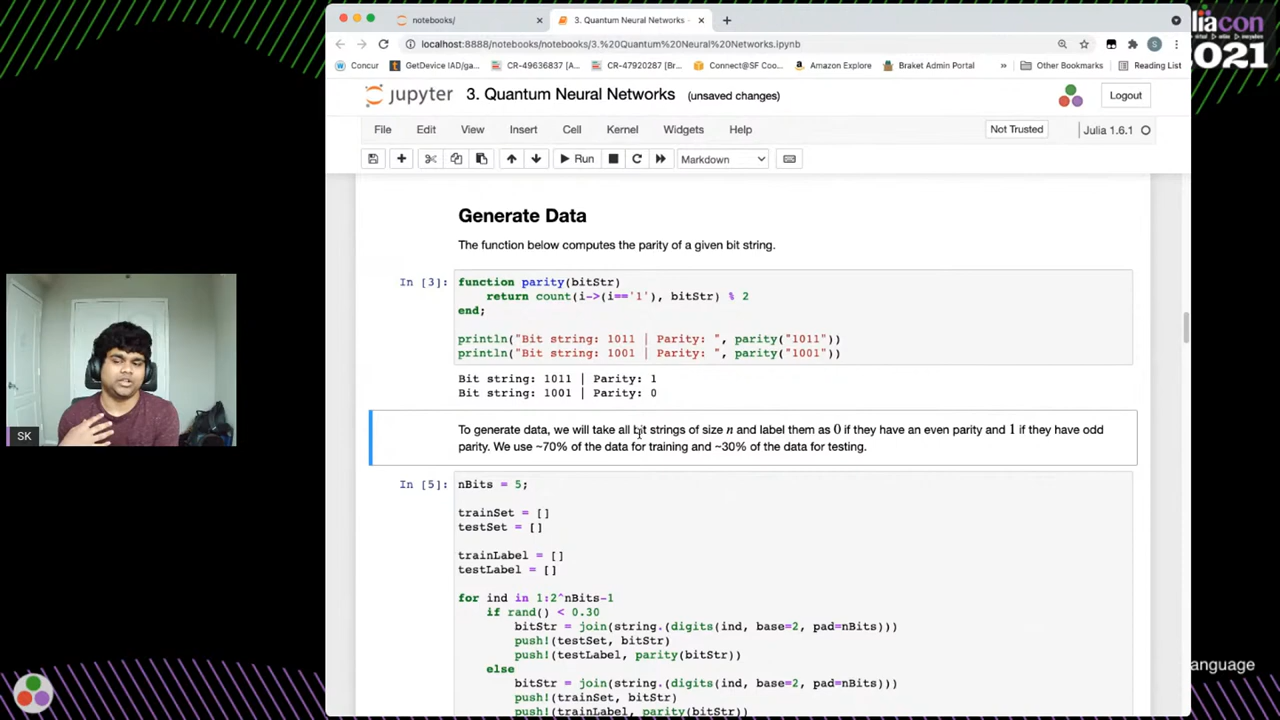 notebooks/
3. Quantum Neural Networks -
localhost:8888/notebooks/notebooks/3.%20Quantum%20Neural%20Networks.ipynb
Concur GetDevice IAD/ga... CR-49636837 [A... CR-47920287 [Br... Connect@SF Coo... Amazon Explore Braket Admin Portal » Other Bookmarks Reading List
liacon
2021
jupyter 3. Quantum Neural Networks (unsaved changes) Logout
File Edit View Insert Cell Kernel Widgets Help Not Trusted Julia 1.6.1
Run Markdown
Generate Data
The function below computes the parity of a given bit string.
In [3]: function parity(bitStr)
return count(i->(i=='1'), bitStr) % 2
end;
println("Bit string: 1011 | Parity: ", parity("1011"))
println("Bit string: 1001 | Parity: ", parity("1001"))
Bit string: 1011 | Parity: 1
Bit string: 1001 | Parity: 0
To generate data, we will take all bit strings of size n and label them as 0 if they have an even parity and 1 if they have odd
parity. We use ~70% of the data for training and ~30% of the data for testing.
In [5]: nBits = 5;
trainSet = []
testSet = []
trainLabel = []
testLabel = []
for ind in 1:2^nBits-1
if rand() < 0.30
bitStr = join(string.(digits(ind, base=2, pad=nBits)))
push!(testSet, bitStr)
push!(testLabel, parity(bitStr))
else
bitStr = join(string.(digits(ind, base=2, pad=nBits)))
push!(trainSet, bitStr)
push!(trainLabel, parity(bitStr))
SK
S
anguage